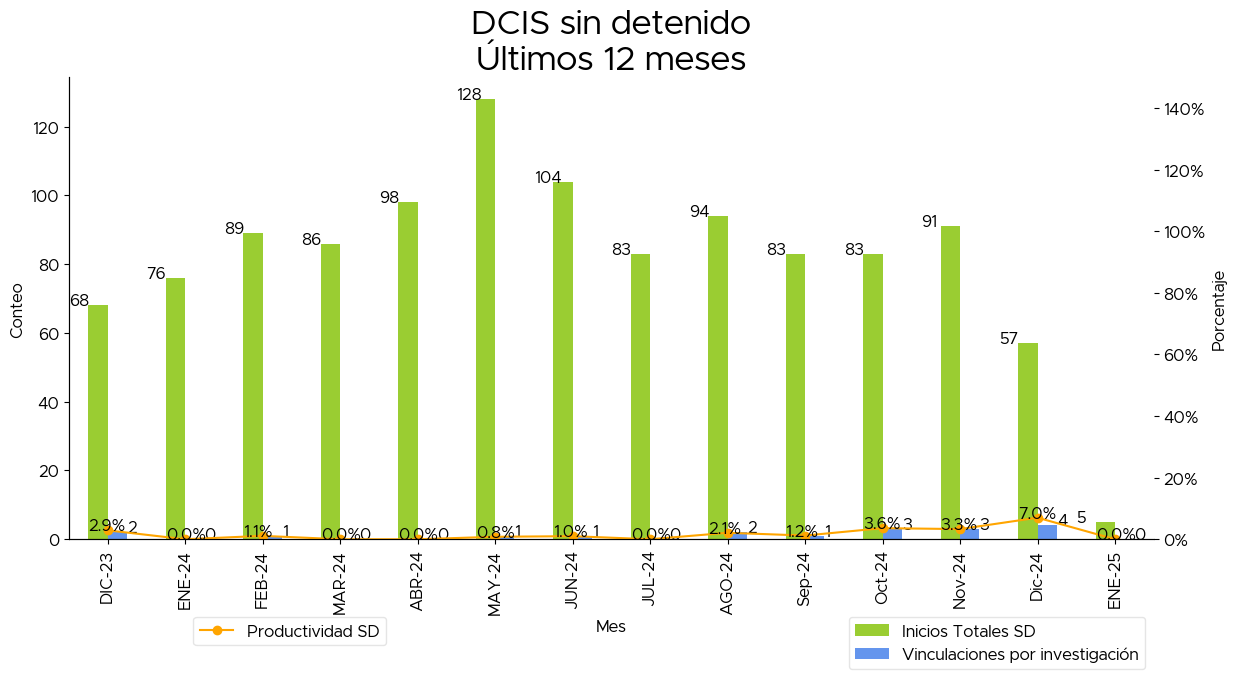 DCIS sin detenido
Últimos 12 meses
Conteo
120
100
80
60
40
20
0
140%
120%
100%
80%
60%
40%
20%
0%
Porcentaje
68
76
89
86
98
128
104
83
94
83
83
91
57
5
2.9% 2
0.0% 0
1.1% 1
0.0% 0
0.0% 0
0.8% 1
1.0% 1
0.0% 0
2.1% 2
1.2% 1
3.6% 3
3.3% 3
7.0% 4
0.0% 0
DIC-23
ENE-24
FEB-24
MAR-24
ABR-24
MAY-24
JUN-24
JUL-24
AGO-24
Sep-24
Oct-24
Nov-24
Dic-24
ENE-25
Mes
Productividad SD
Inicios Totales SD
Vinculaciones por investigación